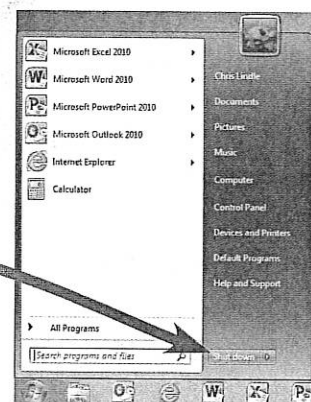 Microsoft Excel 2010
Microsoft Word 2010
Microsoft PowerPoint 2010
Microsoft Outlook 2010
Internet Explorer
Calculator
All Programs
Search programs and files
Chris Lindle
Documents
Pictures
Music
Computer
Control Panel
Devices and Printers
Default Programs
Help and Support
Shut down